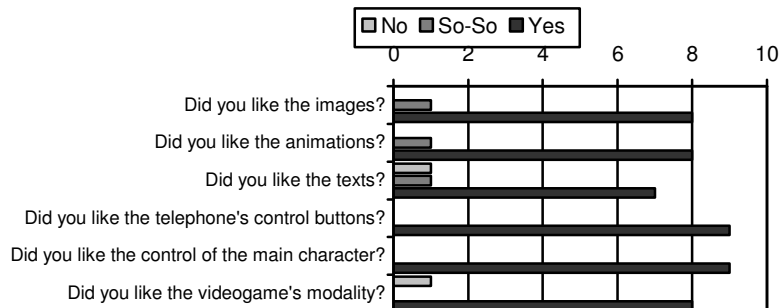 No So-So Yes
0 2 4 6 8 10
Did you like the images?
Did you like the animations?
Did you like the texts?
Did you like the telephone's control buttons?
Did you like the control of the main character?
Did you like the videogame's modality?